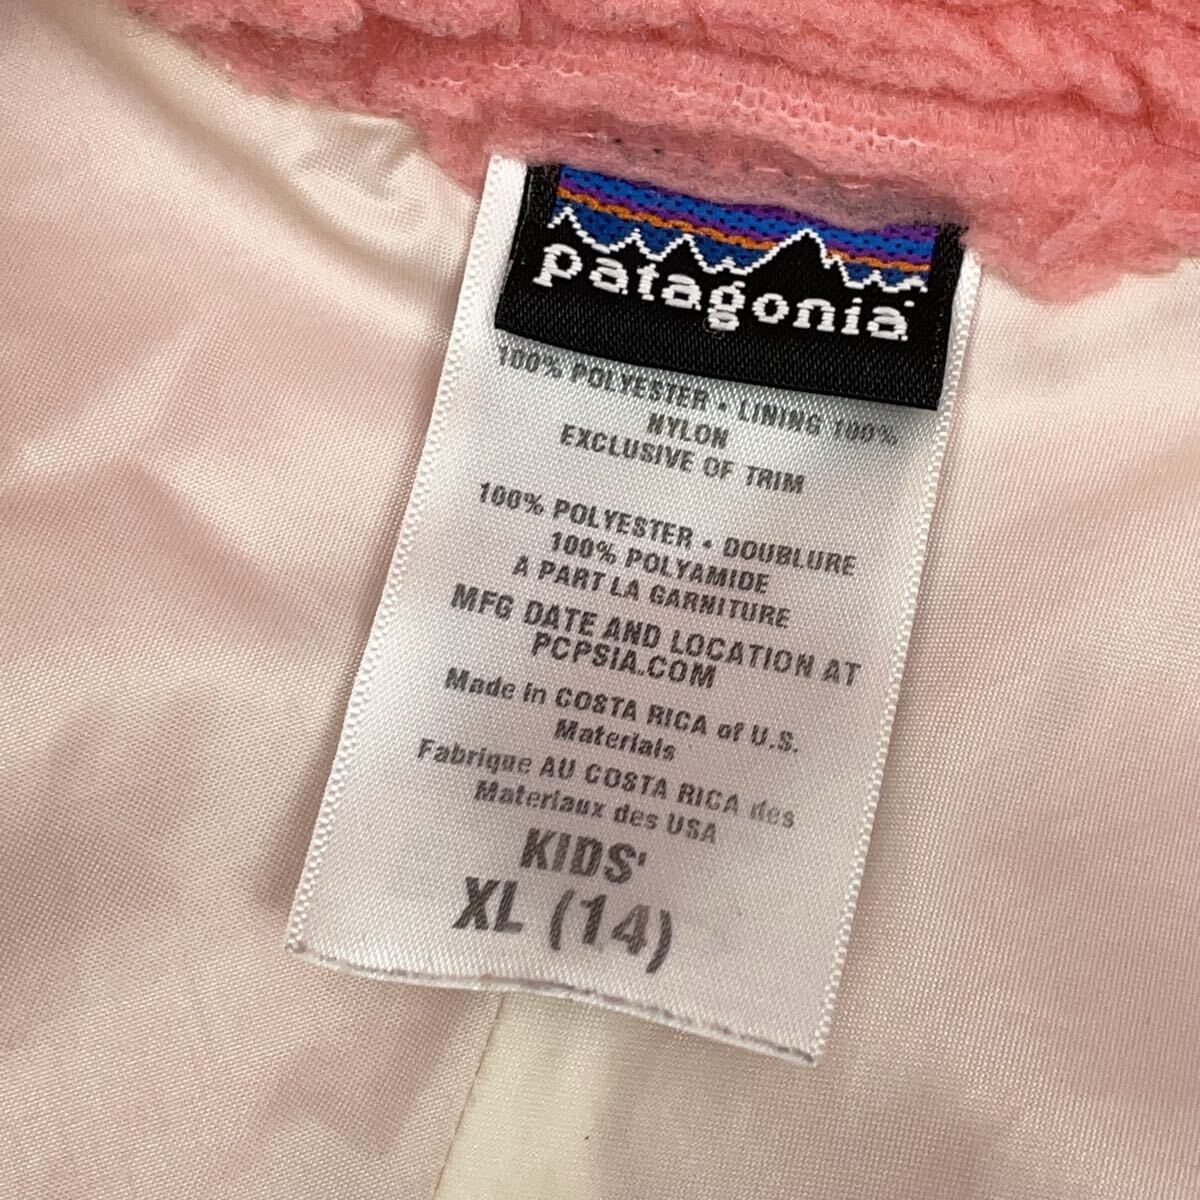 patagonia
100% POLYESTER • LINING 100%
NYLON
EXCLUSIVE OF TRIM
100% POLYESTER • DOUBLURE
100% POLYAMIDE
À PART LA GARNITURE
MFG DATE AND LOCATION AT
PCPSIA.COM
Made in COSTA RICA of U.S.
Materials
Fabrique AU COSTA RICA des
Materiaux des USA
KIDS'
XL (14)